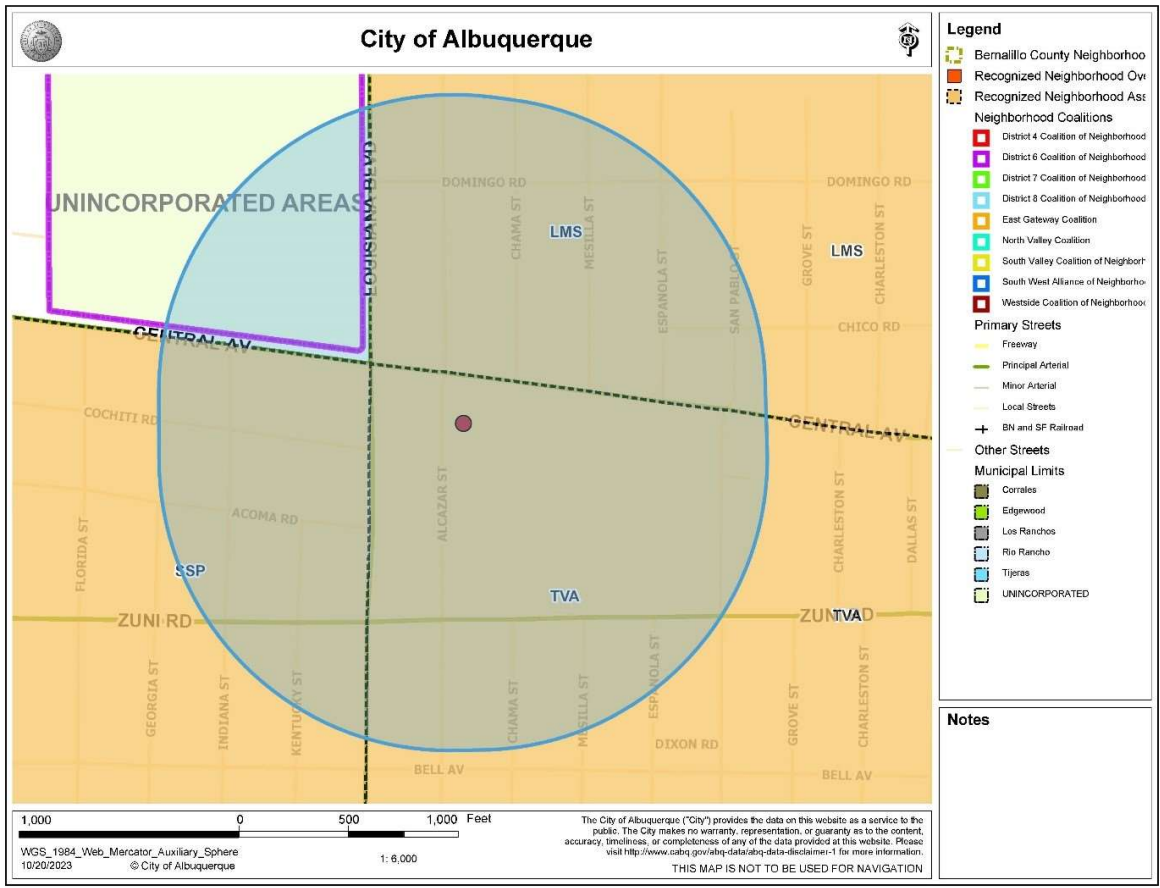 City of Albuquerque
UNINCORPORATED AREAS
LOUISIANA BLVD
DOMINGO RD
DOMINGO RD
CHAMA ST
MESILLA ST
LMS
LMS
ESPANOLA ST
SAN PABLO ST
GROVE ST
CHARLESTON ST
CHICO RD
CENTRAL AV
CENTRAL AV
COCHITI RD
ALCAZAR ST
ACOMA RD
FLORIDA ST
CHARLESTON ST
DALLAS ST
SSP
TVA
TVA
ZUNI RD
ZUNI RD
GEORGIA ST
INDIANA ST
KENTUCKY ST
CHAMA ST
MESILLA ST
ESPANOLA ST
GROVE ST
CHARLESTON ST
DIXON RD
BELL AV
BELL AV
1,000 0 500 1,000 Feet
WGS_1984_Web_Mercator_Auxiliary_Sphere
10/20/2023 © City of Albuquerque
1: 6,000
The City of Albuquerque ("City") provides the data on this website as a service to the
public. The City makes no warranty, representation, or guaranty as to the content,
accuracy, timeliness, or completeness of any of the data provided at this website. Please
visit http://www.cabq.gov/abq-data/abq-data-disclaimer-1 for more information.
THIS MAP IS NOT TO BE USED FOR NAVIGATION
Legend
Bernalillo County Neighborhoo
Recognized Neighborhood Ove
Recognized Neighborhood Ass
Neighborhood Coalitions
District 4 Coalition of Neighborhood
District 6 Coalition of Neighborhood
District 7 Coalition of Neighborhood
District 8 Coalition of Neighborhood
East Gateway Coalition
North Valley Coalition
South Valley Coalition of Neighborh
South West Alliance of Neighborho
Westside Coalition of Neighborhoo
Primary Streets
Freeway
Principal Arterial
Minor Arterial
Local Streets
BN and SF Railroad
Other Streets
Municipal Limits
Corrales
Edgewood
Los Ranchos
Rio Rancho
Tijeras
UNINCORPORATED
Notes